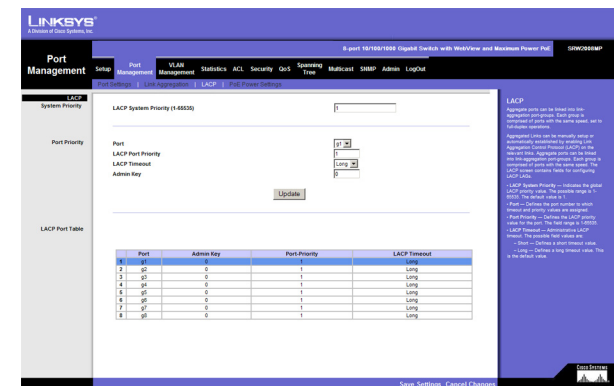 LINKSYS®
A Division of Cisco Systems, Inc.
8-port 10/100/1000 Gigabit Switch with WebView and Maximum Power PoE
SRW2008MP
Port Management
Setup
Port Management
VLAN Management
Statistics
ACL
Security
QoS
Spanning Tree
Multicast
SNMP
Admin
LogOut
Port Settings | Link Aggregation | LACP | PoE Power Settings
LACP
System Priority
LACP System Priority (1-65535) 1
Port Priority
Port g1
LACP Port Priority 1
LACP Timeout Long
Admin Key 0
Update
LACP Port Table
Port Admin Key Port-Priority LACP Timeout
1 g1 0 1 Long
2 g2 0 1 Long
3 g3 0 1 Long
4 g4 0 1 Long
5 g5 0 1 Long
6 g6 0 1 Long
7 g7 0 1 Long
8 g8 0 1 Long
LACP
Aggregate ports can be linked into link-
aggregation port-groups. Each group is
comprised of ports with the same speed, set to
full-duplex operations.
Aggregated Links can be manually setup or
automatically established by enabling Link
Aggregation Control Protocol (LACP) on the
relevant links. Aggregate ports can be linked
into link-aggregation port-groups. Each group is
comprised of ports with the same speed. The
LACP screen contains fields for configuring
LACP LAGs.
• LACP System Priority — Indicates the global
LACP priority value. The possible range is 1-
65535. The default value is 1.
• Port — Defines the port number to which
timeout and priority values are assigned.
• Port Priority — Defines the LACP priority
value for the port. The field range is 1-65535.
• LACP Timeout — Administrative LACP
timeout. The possible field values are:
– Short — Defines a short timeout value.
– Long — Defines a long timeout value. This
is the default value.
Save Settings
Cancel Changes
CISCO SYSTEMS